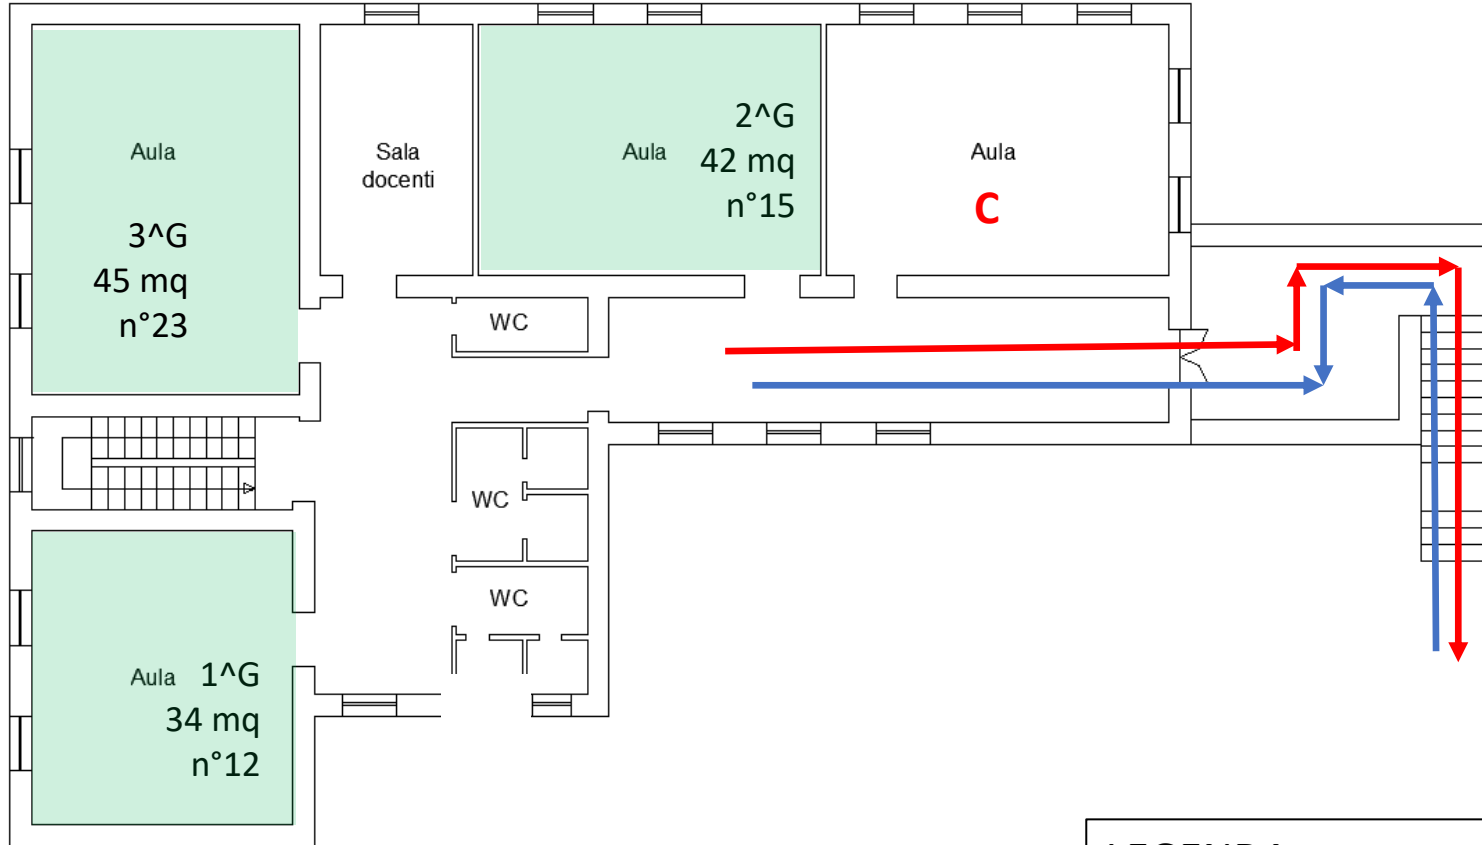 Aula
3^G
45 mq
n°23
Sala
docenti
Aula
2^G
42 mq
n°15
Aula
C
WC
WC
WC
Aula
1^G
34 mq
n°12
LEGENDA